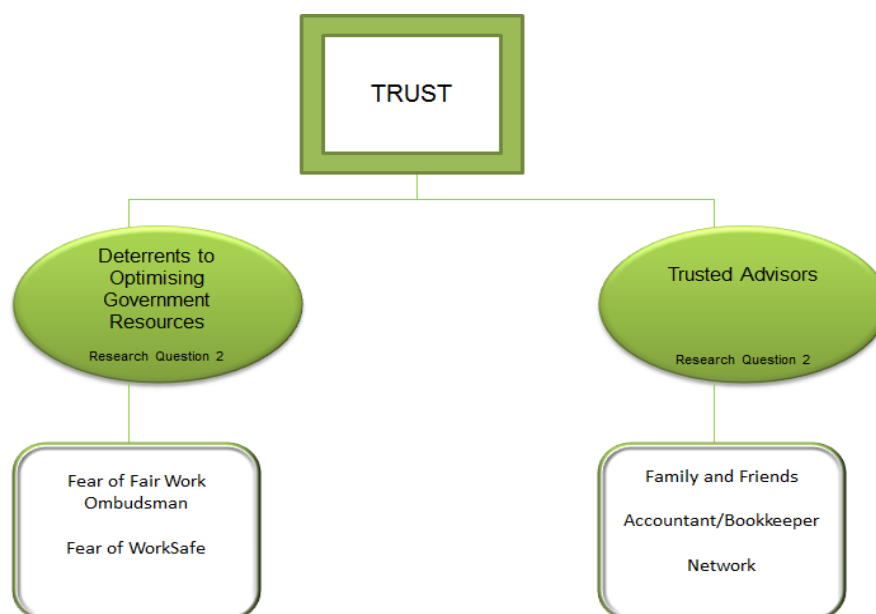 TRUST
Deterrents to
Optimising
Government
Resources
Research Question 2
Trusted Advisors
Research Question 2
Fear of Fair Work
Ombudsman
Fear of WorkSafe
Family and Friends
Accountant/Bookkeeper
Network